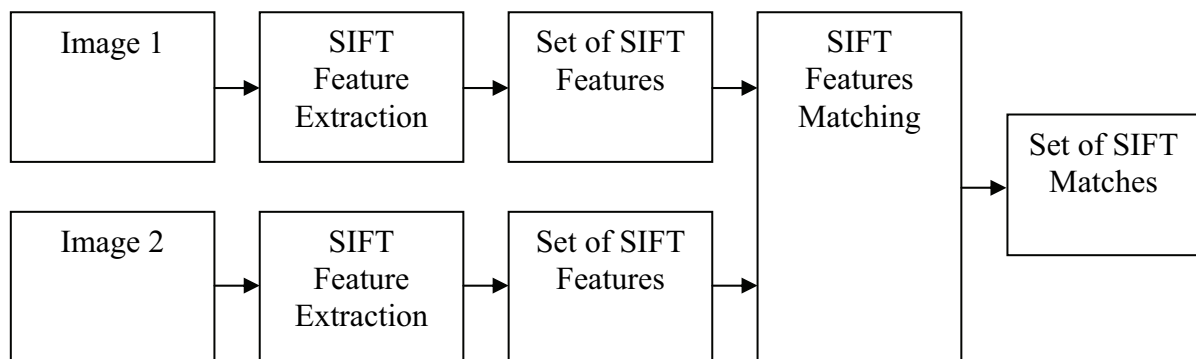 Image 1
SIFT
Feature
Extraction
Set of SIFT
Features
SIFT
Features
Matching
Set of SIFT
Matches
Image 2
SIFT
Feature
Extraction
Set of SIFT
Features